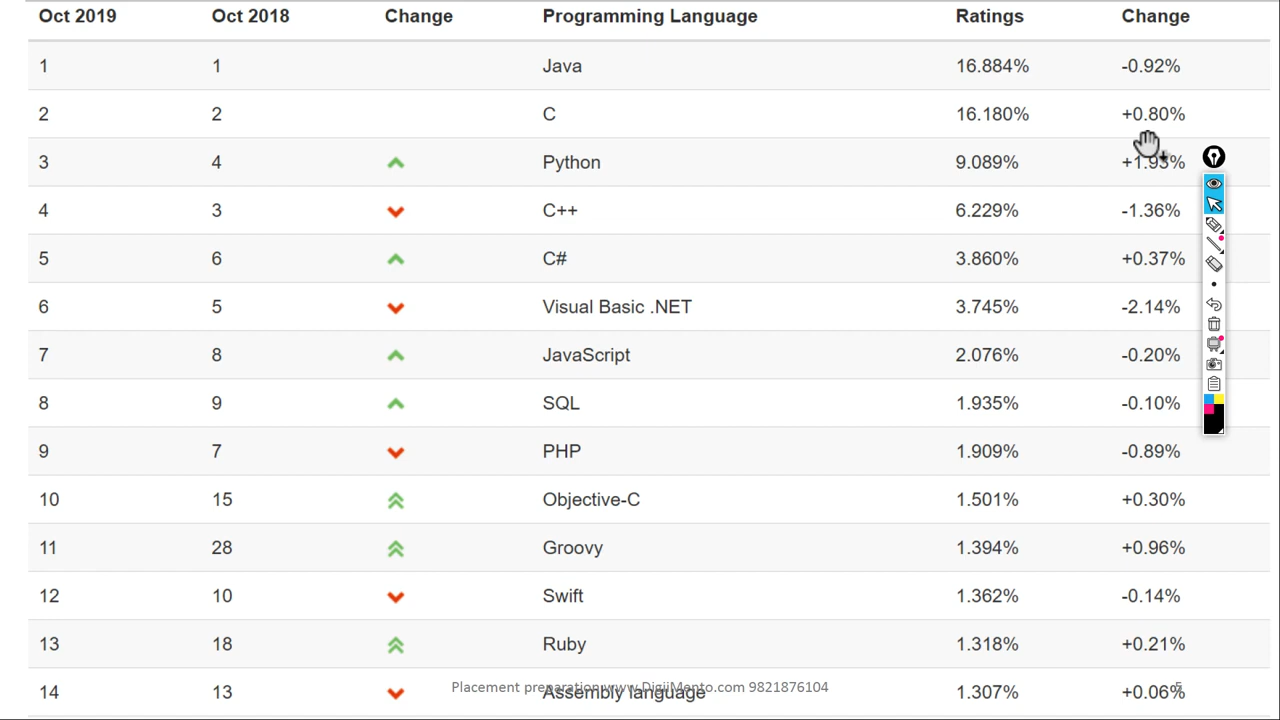 Oct 2019 Oct 2018 Change Programming Language Ratings Change
1 1 Java 16.884% -0.92%
2 2 C 16.180% +0.80%
3 4 Python 9.089% +1.93%
4 3 C++ 6.229% -1.36%
5 6 C# 3.860% +0.37%
6 5 Visual Basic .NET 3.745% -2.14%
7 8 JavaScript 2.076% -0.20%
8 9 SQL 1.935% -0.10%
9 7 PHP 1.909% -0.89%
10 15 Objective-C 1.501% +0.30%
11 28 Groovy 1.394% +0.96%
12 10 Swift 1.362% -0.14%
13 18 Ruby 1.318% +0.21%
Placement preparation www.DigiiMento.com 9821876104 5
14 13 Assembly language 1.307% +0.06%